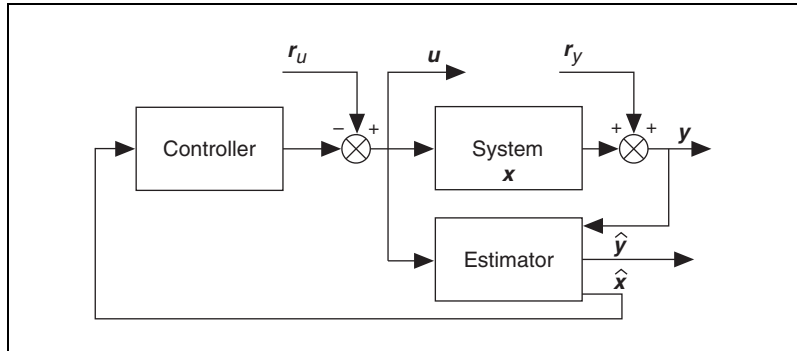 r_u
u
r_y
− +
+ +
Controller
System
x
y
Estimator
ŷ
x̂